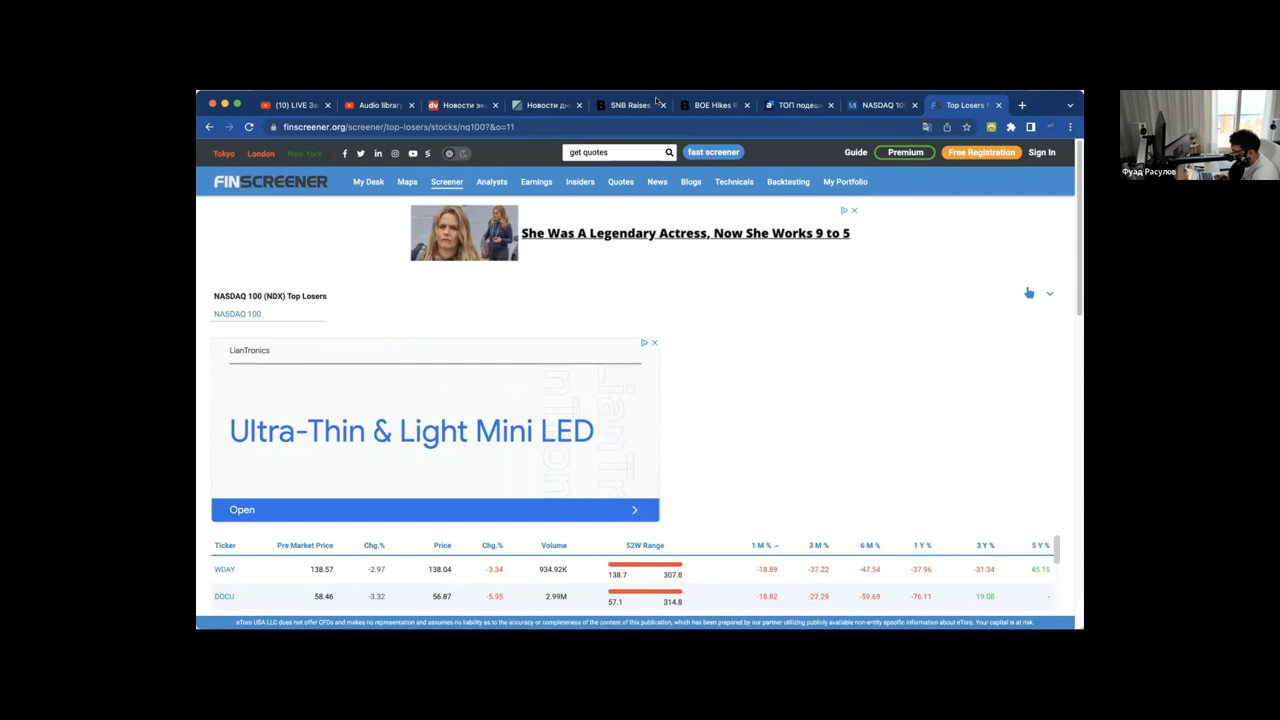 (10) LIVE За
Audio library
Новости эк
Новости дн
SNB Raises
BOE Hikes R
ТОП подеш
NASDAQ 100
Top Losers
finscreener.org/screener/top-losers/stocks/nq100?&o=11
Tokyo London New York
get quotes
fast screener
Guide Premium Free Registration Sign In
FINSCREENER
My Desk Maps Screener Analysts Earnings Insiders Quotes News Blogs Technicals Backtesting My Portfolio
She Was A Legendary Actress, Now She Works 9 to 5
NASDAQ 100 (NDX) Top Losers
NASDAQ 100
LianTronics
Ultra-Thin & Light Mini LED
Open
Ticker Pre Market Price Chg.% Price Chg.% Volume 52W Range 1 M % 3 M % 6 M % 1 Y % 3 Y % 5 Y %
WDAY 138.57 -2.97 138.04 -3.34 934.92K 138.7 307.8 -18.89 -37.22 -47.54 -37.96 -31.34 45.15
DOCU 58.46 -3.32 56.87 -5.95 2.99M 57.1 314.8 -18.82 -27.29 -59.69 -76.11 19.08 -
eToro USA LLC does not offer CFDs and makes no representation and assumes no liability as to the accuracy or completeness of the content of this publication, which has been prepared by our partner utilizing publicly available non-entity specific information about eToro. Your capital is at risk.
Фуад Расулов